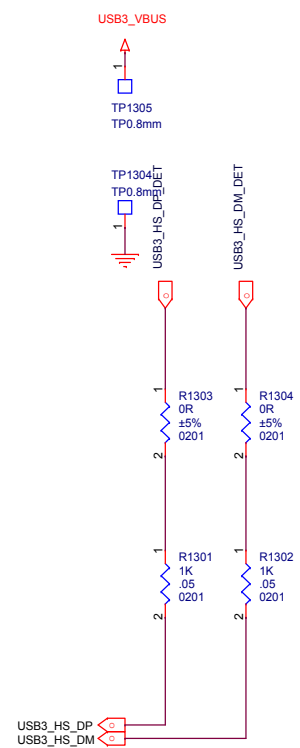 USB3_VBUS
1
TP1305
TP0.8mm
TP1304
TP0.8mm
1
USB3_HS_DP_DET
USB3_HS_DM_DET
1
R1303
0R
±5%
0201
2
1
R1304
0R
±5%
0201
2
1
R1301
1K
.05
0201
2
1
R1302
1K
.05
0201
2
USB3_HS_DP
USB3_HS_DM